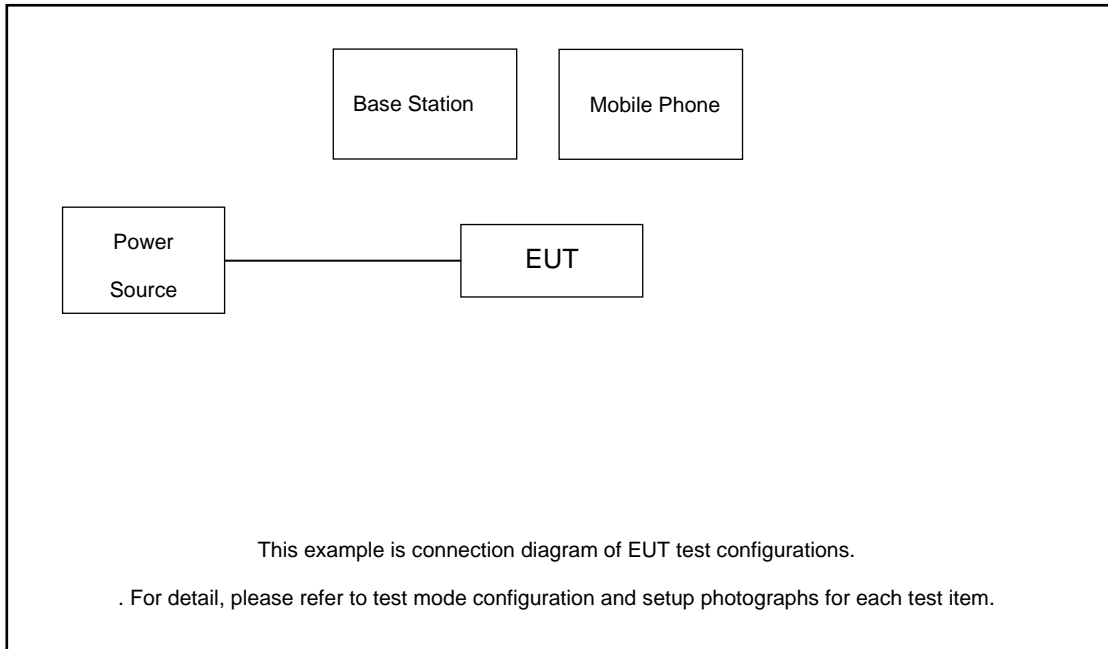 Base Station
Mobile Phone
Power
Source
EUT
This example is connection diagram of EUT test configurations.
. For detail, please refer to test mode configuration and setup photographs for each test item.